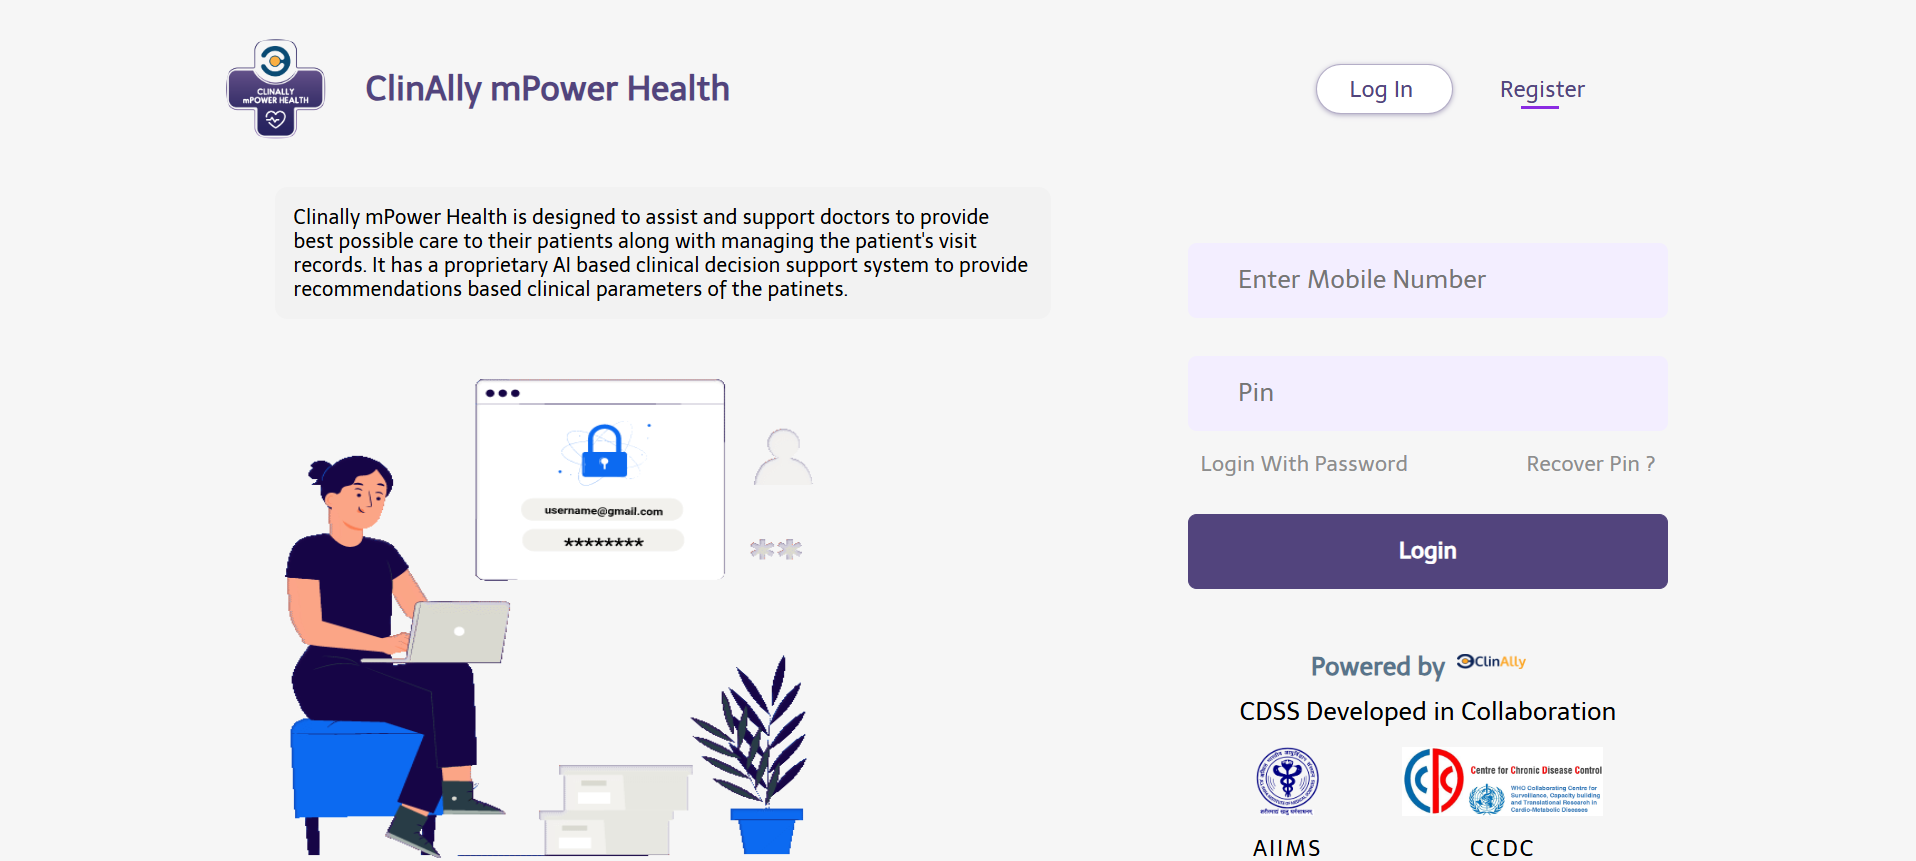 CLINALLY
mPOWER HEALTH
ClinAlly mPower Health
Log In
Register
Clinally mPower Health is designed to assist and support doctors to provide
best possible care to their patients along with managing the patient's visit
records. It has a proprietary AI based clinical decision support system to provide
recommendations based clinical parameters of the patinets.
username@gmail.com
********
**
Enter Mobile Number
Pin
Login With Password
Recover Pin ?
Login
Powered by ClinAlly
CDSS Developed in Collaboration
Centre for Chronic Disease Control
WHO Collaborating Centre for
Surveillance, Capacity building
and Translational Research in
Cardio-Metabolic Diseases
AIIMS
CCDC